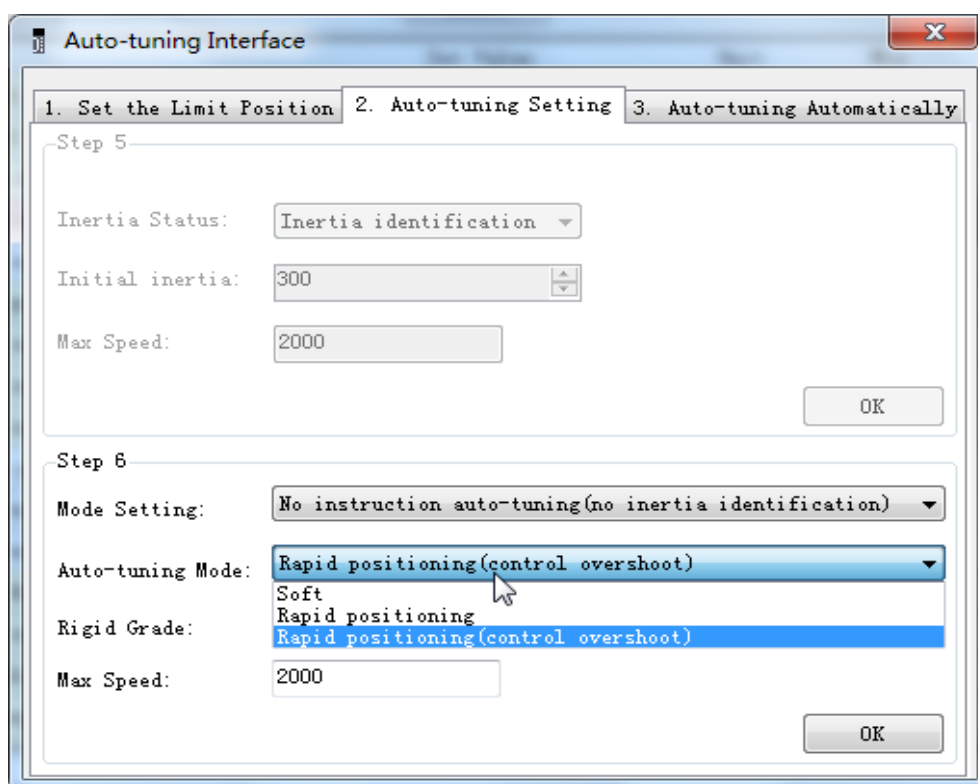 Auto-tuning Interface
1. Set the Limit Position
2. Auto-tuning Setting
3. Auto-tuning Automatically
Step 5
Inertia Status:
Inertia identification
Initial inertia:
300
Max Speed:
2000
OK
Step 6
Mode Setting:
No instruction auto-tuning(no inertia identification)
Auto-tuning Mode:
Rapid positioning(control overshoot)
Soft
Rapid positioning
Rapid positioning(control overshoot)
Rigid Grade:
Max Speed:
2000
OK